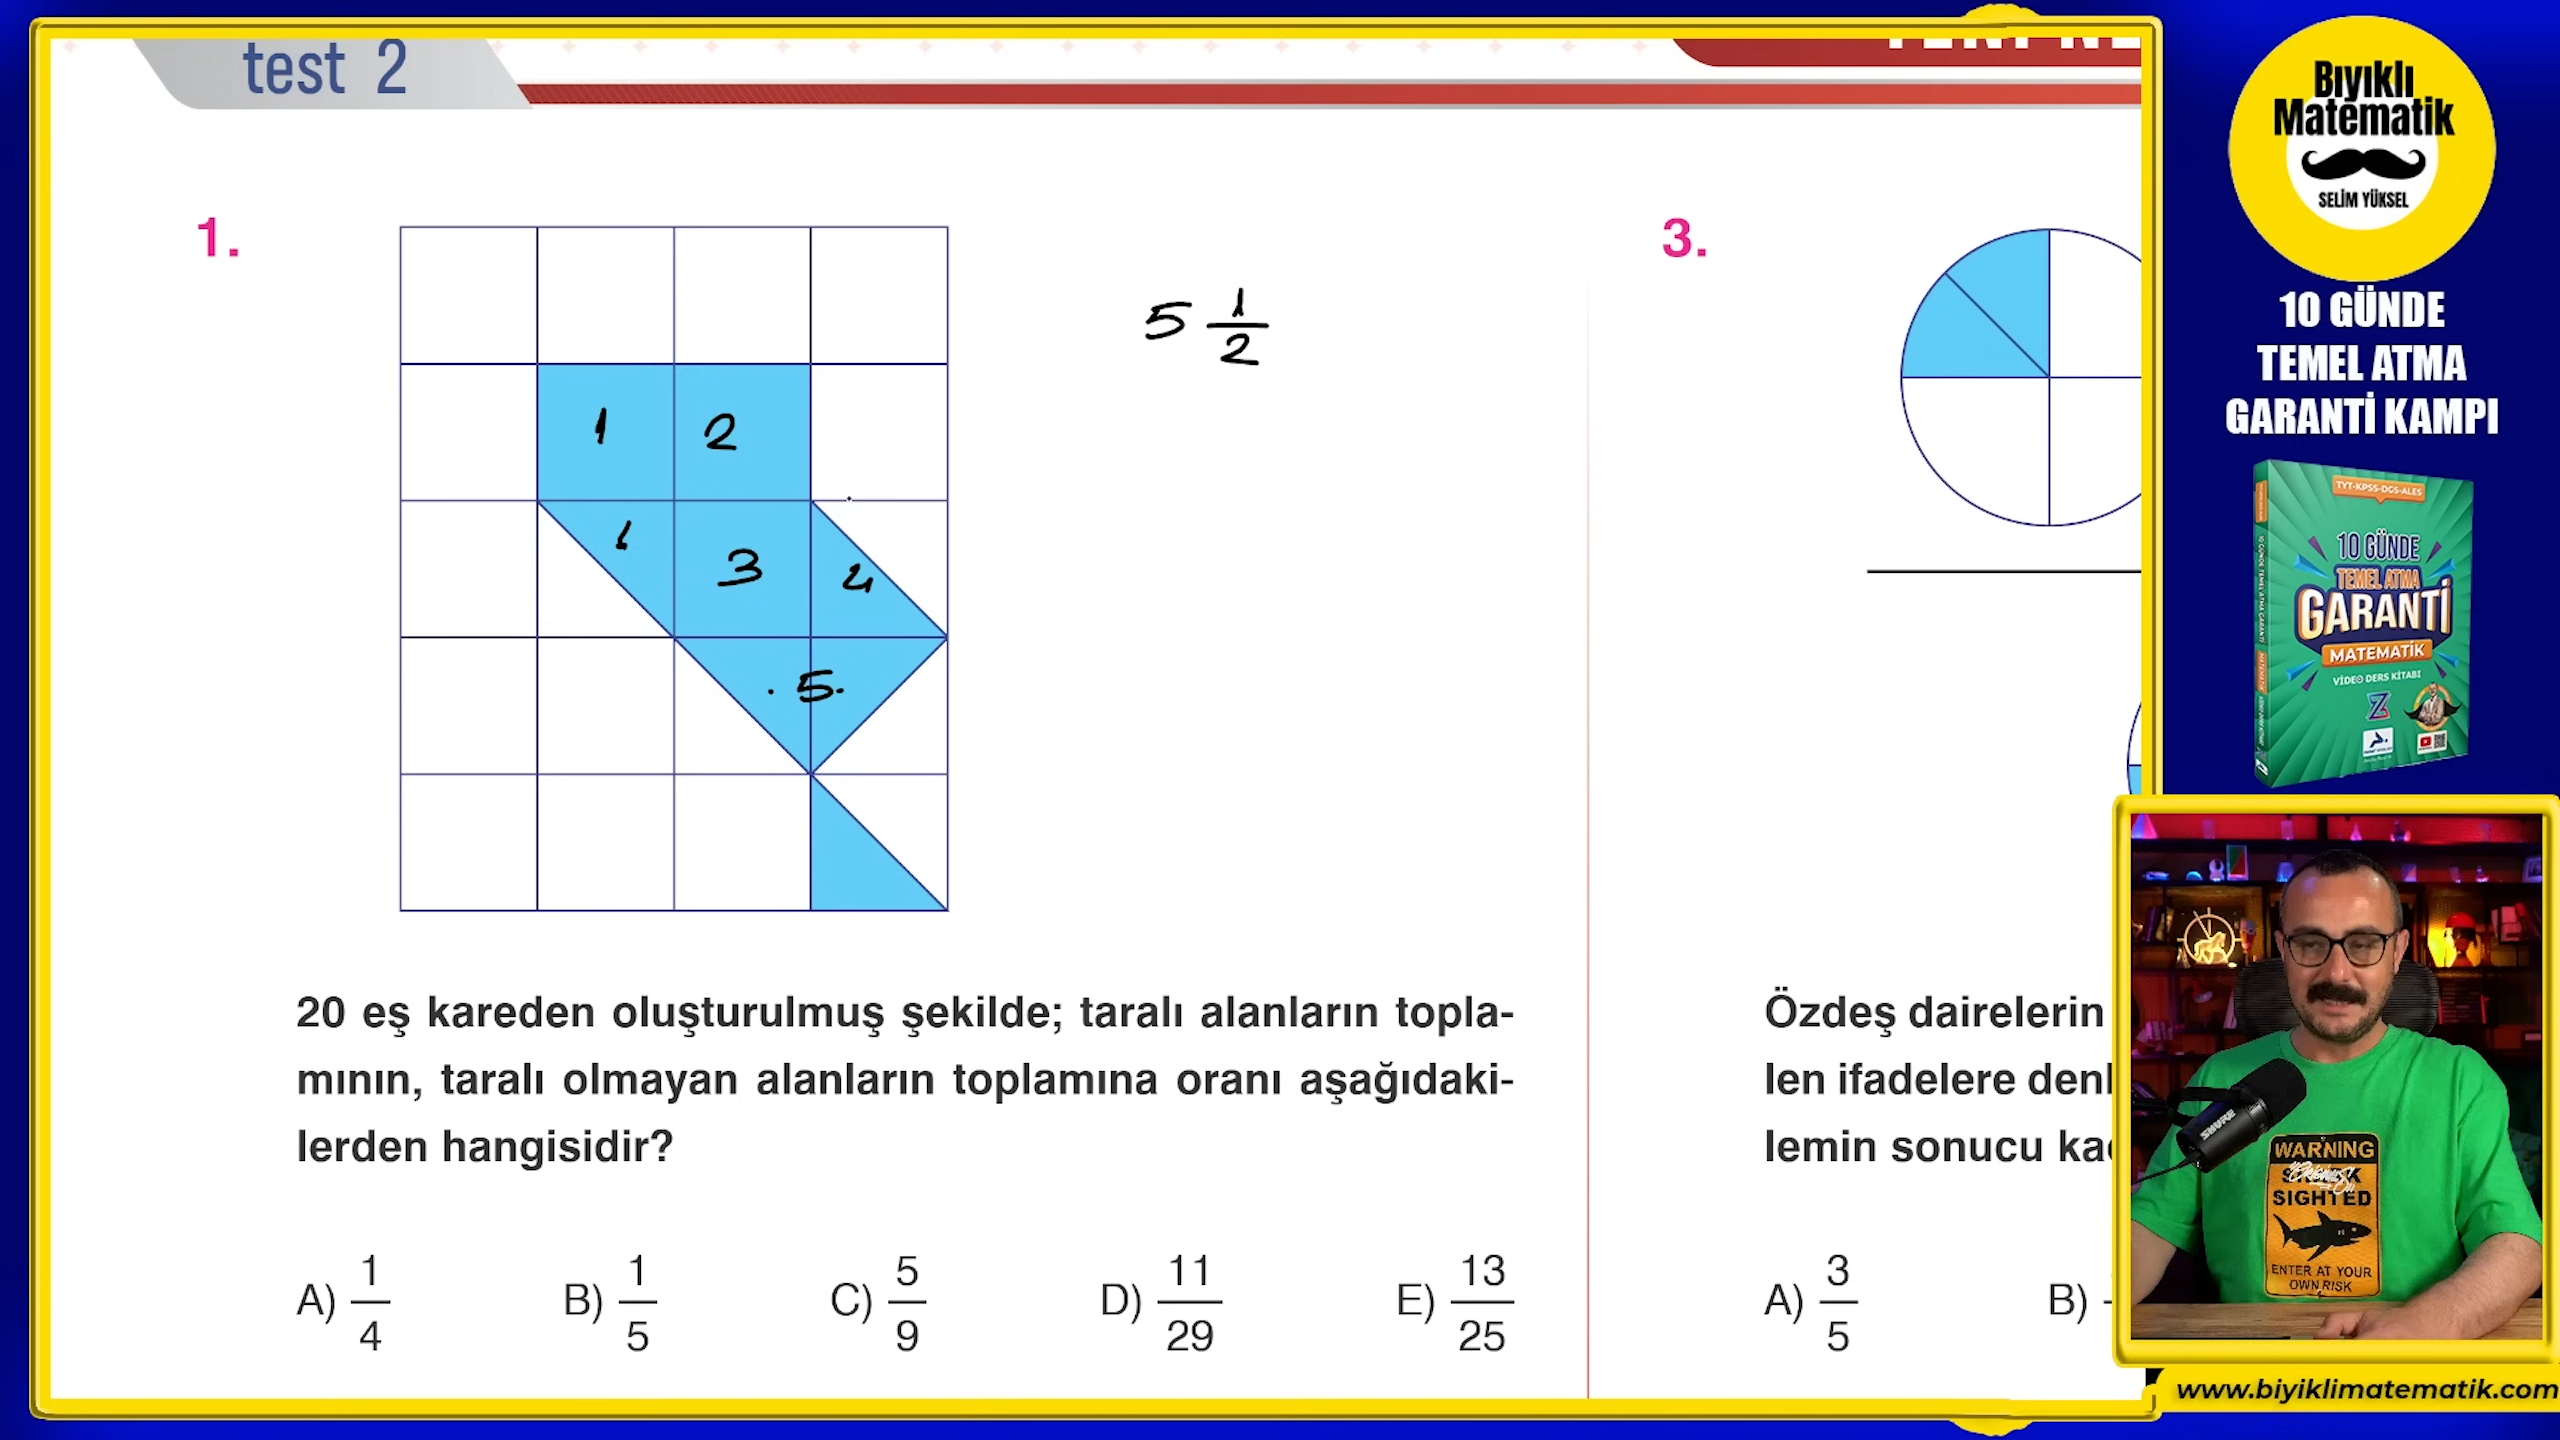 test 2
1.
1 2
1 3 4
5
5 1/2
20 eş kareden oluşturulmuş şekilde; taralı alanların topla-
mının, taralı olmayan alanların toplamına oranı aşağıdaki-
lerden hangisidir?
A) 1/4 B) 1/5 C) 5/9 D) 11/29 E) 13/25
3.
Özdeş dairelerin
len ifadelere denk
lemin sonucu
A) 3/5 B)
Bıyıklı
Matematik
SELİM YÜKSEL
10 GÜNDE
TEMEL ATMA
GARANTİ KAMPI
TYT-KPSS-DGS-ALES
10 GÜNDE
TEMEL ATMA
GARANTİ
MATEMATİK
VİDEO DERS KİTABI
SHURE
WARNING
SIGHTED
ENTER AT YOUR
OWN RISK
www.biyiklimatematik.com